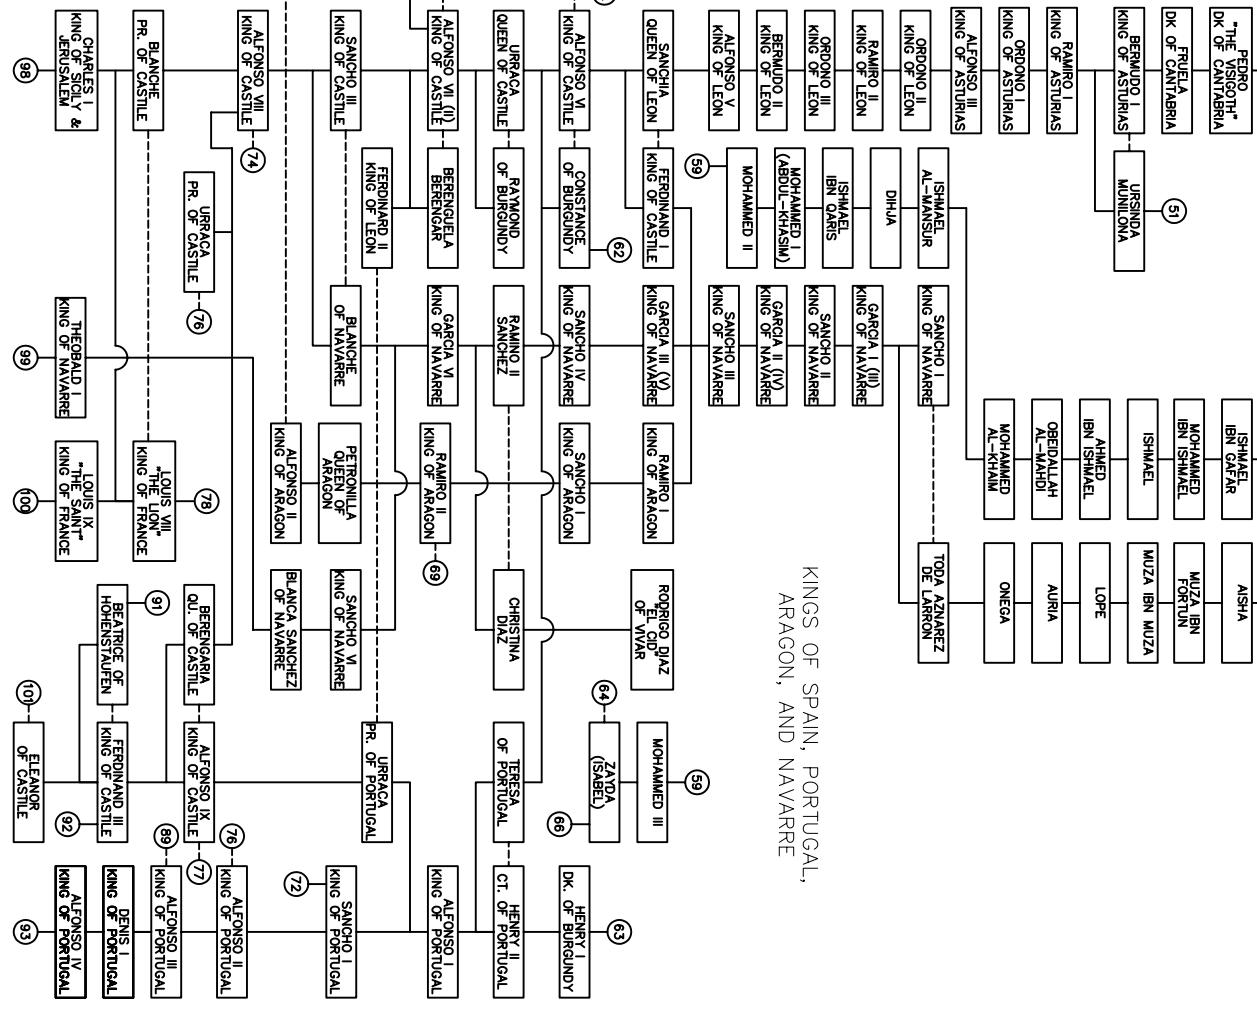 KINGS OF SPAIN, PORTUGAL,
ARAGON, AND NAVARRE
PEDRO
"THE VISIGOTH"
DK OF CANTABRIA
FRUELA
DK OF CANTABRIA
BERMUDO I
KING OF ASTURIAS
RAMIRO I
KING OF ASTURIAS
ORDONO I
KING OF ASTURIAS
ALFONSO III
KING OF ASTURIAS
ORDONO II
KING OF LEON
RAMIRO II
KING OF LEON
ORDONO III
KING OF LEON
BERMUDO II
KING OF LEON
ALFONSO V
KING OF LEON
SANCHIA
QUEEN OF LEON
ALFONSO VI
KING OF CASTILE
URRACA
QUEEN OF CASTILE
ALFONSO VII (II)
KING OF CASTILE
SANCHO III
KING OF CASTILE
ALFONSO VIII
KING OF CASTILE
BLANCHE
PR. OF CASTILE
CHARLES I
KING OF SICILY &
JERUSALEM
98
51
URSINDA
MUNILONA
ISHMAEL
AL-MANSUR
DIHJA
ISHMAEL
IBN QARIS
MOHAMMED I
(ABDUL-KHASIM)
MOHAMMED II
59
FERDINAND I
KING OF CASTILE
62
CONSTANCE
OF BURGUNDY
RAYMOND
OF BURGUNDY
BERENGUELA
BERENGAR
FERDINARD II
KING OF LEON
74
URRACA
PR. OF CASTILE
76
SANCHO I
KING OF NAVARRE
GARCIA I (III)
KING OF NAVARRE
SANCHO II
KING OF NAVARRE
GARCIA II (IV)
KING OF NAVARRE
SANCHO III
KING OF NAVARRE
GARCIA III (V)
KING OF NAVARRE
SANCHO IV
KING OF NAVARRE
RAMINO II
SANCHEZ
GARCIA VI
KING OF NAVARRE
BLANCHE
OF NAVARRE
THEOBALD I
KING OF NAVARRE
99
ISHMAEL
IBN GAFAR
MOHAMMED
IBN ISHMAEL
ISHMAEL
AHMED
IBN ISHMAEL
OBEIDALLAH
AL-MAHDI
MOHAMMED
AL-KHAIM
RAMIRO I
KING OF ARAGON
SANCHO I
KING OF ARAGON
RAMIRO II
KING OF ARAGON
69
PETRONILLA
QUEEN OF
ARAGON
ALFONSO II
KING OF ARAGON
78
LOUIS VIII
"THE LION"
KING OF FRANCE
LOUIS IX
"THE SAINT"
KING OF FRANCE
100
AISHA
MUZA IBN
FORTUN
MUZA IBN MUZA
LOPE
AURIA
ONEGA
TODA AZNAREZ
DE LARRON
RODRIGO DIAZ
"EL CID"
OF VIVAR
CHRISTINA
DIAZ
SANCHO VI
KING OF NAVARRE
BLANCA SANCHEZ
OF NAVARRE
BERENGARIA
QU. OF CASTILE
91
BEATRICE OF
HOHENSTAUFEN
59
MOHAMMED III
64
ZAYDA
(ISABEL)
66
TERESA
OF PORTUGAL
URRACA
PR. OF PORTUGAL
ALFONSO IX
KING OF CASTILE
77
FERDINAND III
KING OF CASTILE
92
101
ELEANOR
OF CASTILE
63
HENRY I
DK. OF BURGUNDY
HENRY II
CT. OF PORTUGAL
ALFONSO I
KING OF PORTUGAL
72
SANCHO I
KING OF PORTUGAL
76
ALFONSO II
KING OF PORTUGAL
89
ALFONSO III
KING OF PORTUGAL
DENIS I
KING OF PORTUGAL
ALFONSO IV
KING OF PORTUGAL
93